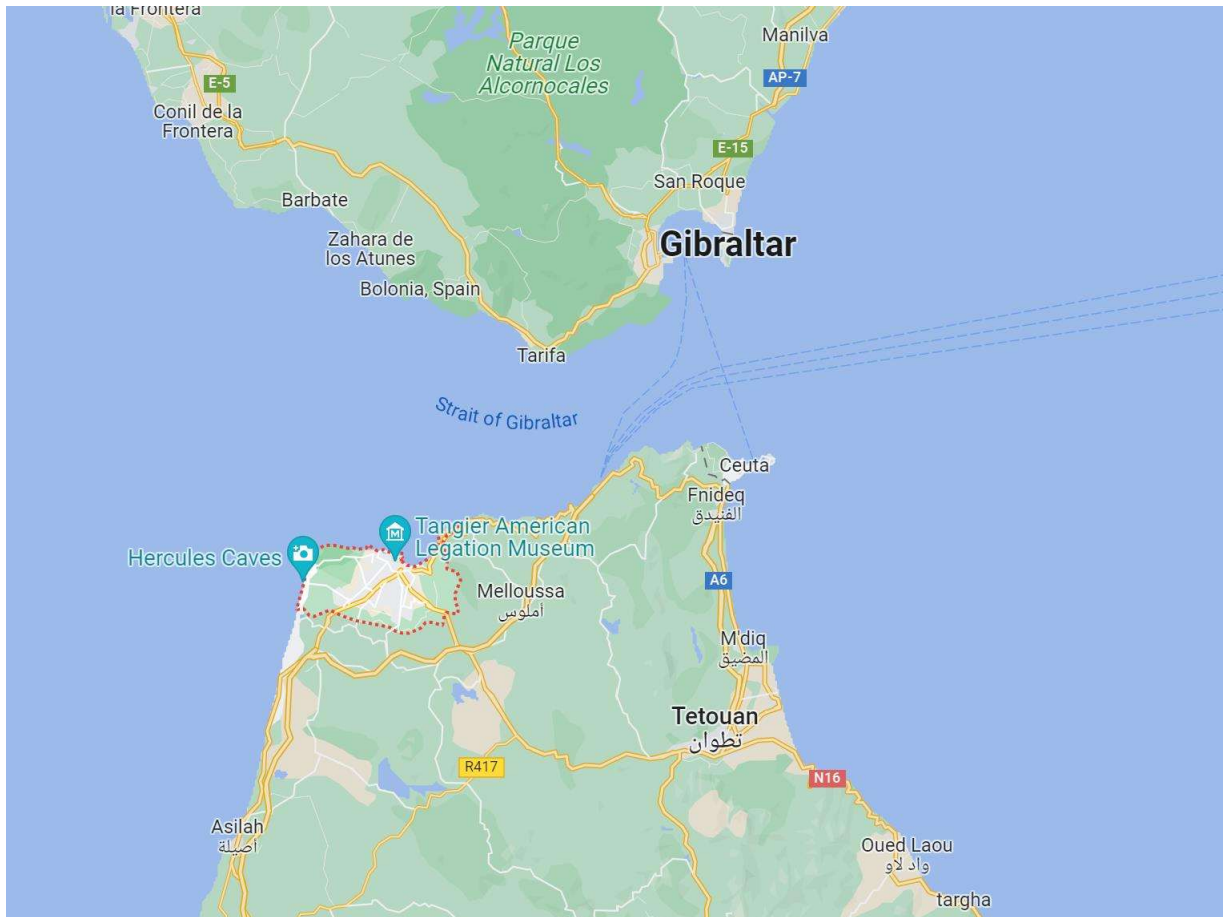 la Frontera
E-5
Conil de la
Frontera
Parque
Natural Los
Alcornocales
Manilva
AP-7
E-15
San Roque
Barbate
Zahara de
los Atunes
Gibraltar
Bolonia, Spain
Tarifa
Strait of Gibraltar
Ceuta
Fnideq
الفنيدق
Tangier American
Legation Museum
M
Hercules Caves
Melloussa
أملوس
A6
M'diq
المضيق
Tetouan
تطوان
R417
N16
Asilah
أصيلة
Oued Laou
واد لاو
targha